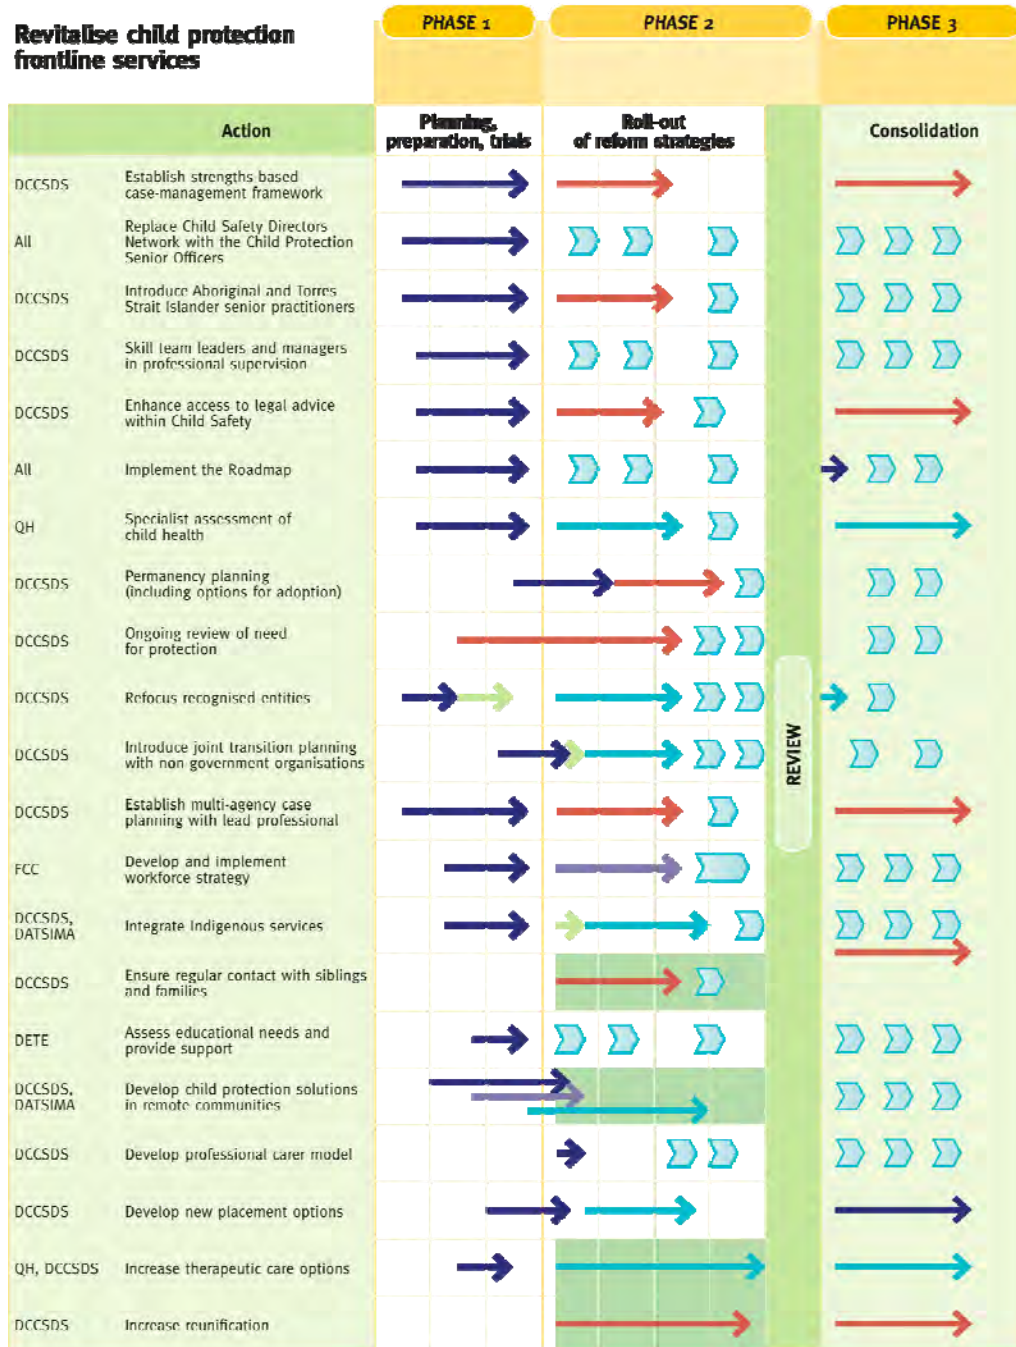 Revitalise child protection
frontline services
PHASE 1
PHASE 2
PHASE 3
Action
Planning,
preparation, trials
Roll-out
of reform strategies
Consolidation
DCCSDS
Establish strengths based
case-management framework
All
Replace Child Safety Directors
Network with the Child Protection
Senior Officers
DCCSDS
Introduce Aboriginal and Torres
Strait Islander senior practitioners
DCCSDS
Skill team leaders and managers
in professional supervision
DCCSDS
Enhance access to legal advice
within Child Safety
All
Implement the Roadmap
QH
Specialist assessment of
child health
DCCSDS
Permanency planning
(including options for adoption)
DCCSDS
Ongoing review of need
for protection
DCCSDS
Refocus recognised entities
DCCSDS
Introduce joint transition planning
with non government organisations
REVIEW
DCCSDS
Establish multi-agency case
planning with lead professional
FCC
Develop and implement
workforce strategy
DCCSDS,
DATSIMA
Integrate Indigenous services
DCCSDS
Ensure regular contact with siblings
and families
DETE
Assess educational needs and
provide support
DCCSDS,
DATSIMA
Develop child protection solutions
in remote communities
DCCSDS
Develop professional carer model
DCCSDS
Develop new placement options
QH, DCCSDS
Increase therapeutic care options
DCCSDS
Increase reunification